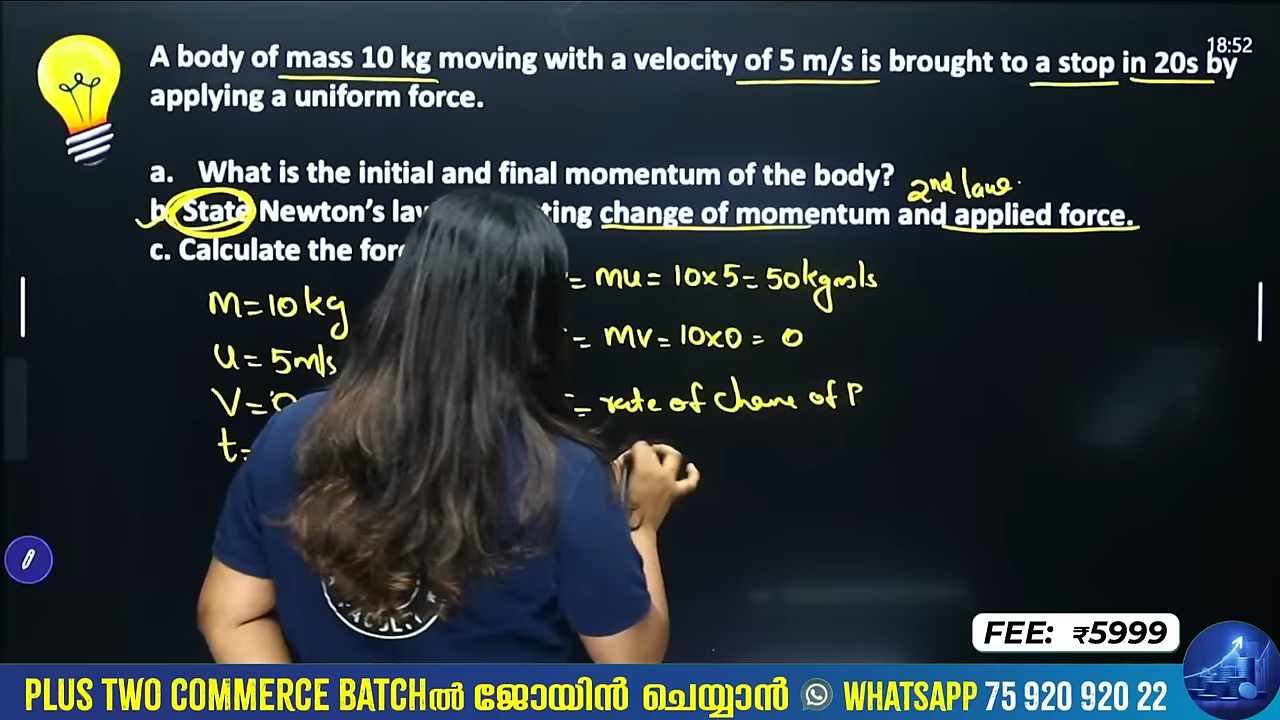 18:52
A body of mass 10 kg moving with a velocity of 5 m/s is brought to a stop in 20s by
applying a uniform force.
a. What is the initial and final momentum of the body?
2nd law.
b. State Newton's ting change of momentum and applied force.
c. Calculate the
= mu = 10x5 = 50kgm/s
M=10kg
= mv = 10x0 = 0
u = 5m/s
= rate of of P
V=0
t=
FEE: ₹5999
PLUS TWO COMMERCE BATCHൽ ജോയിൻ ചെയ്യാൻ WHATSAPP 75 920 920 22